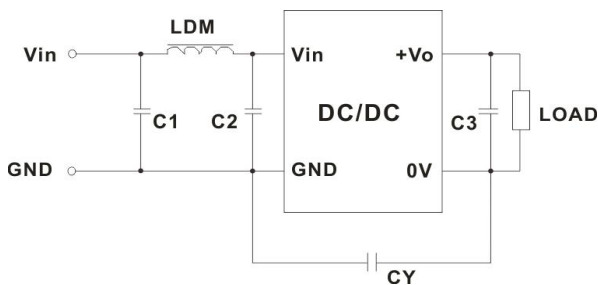 LDM
Vin
Vin
+Vo
C1
C2
DC/DC
C3
LOAD
GND
GND
0V
CY